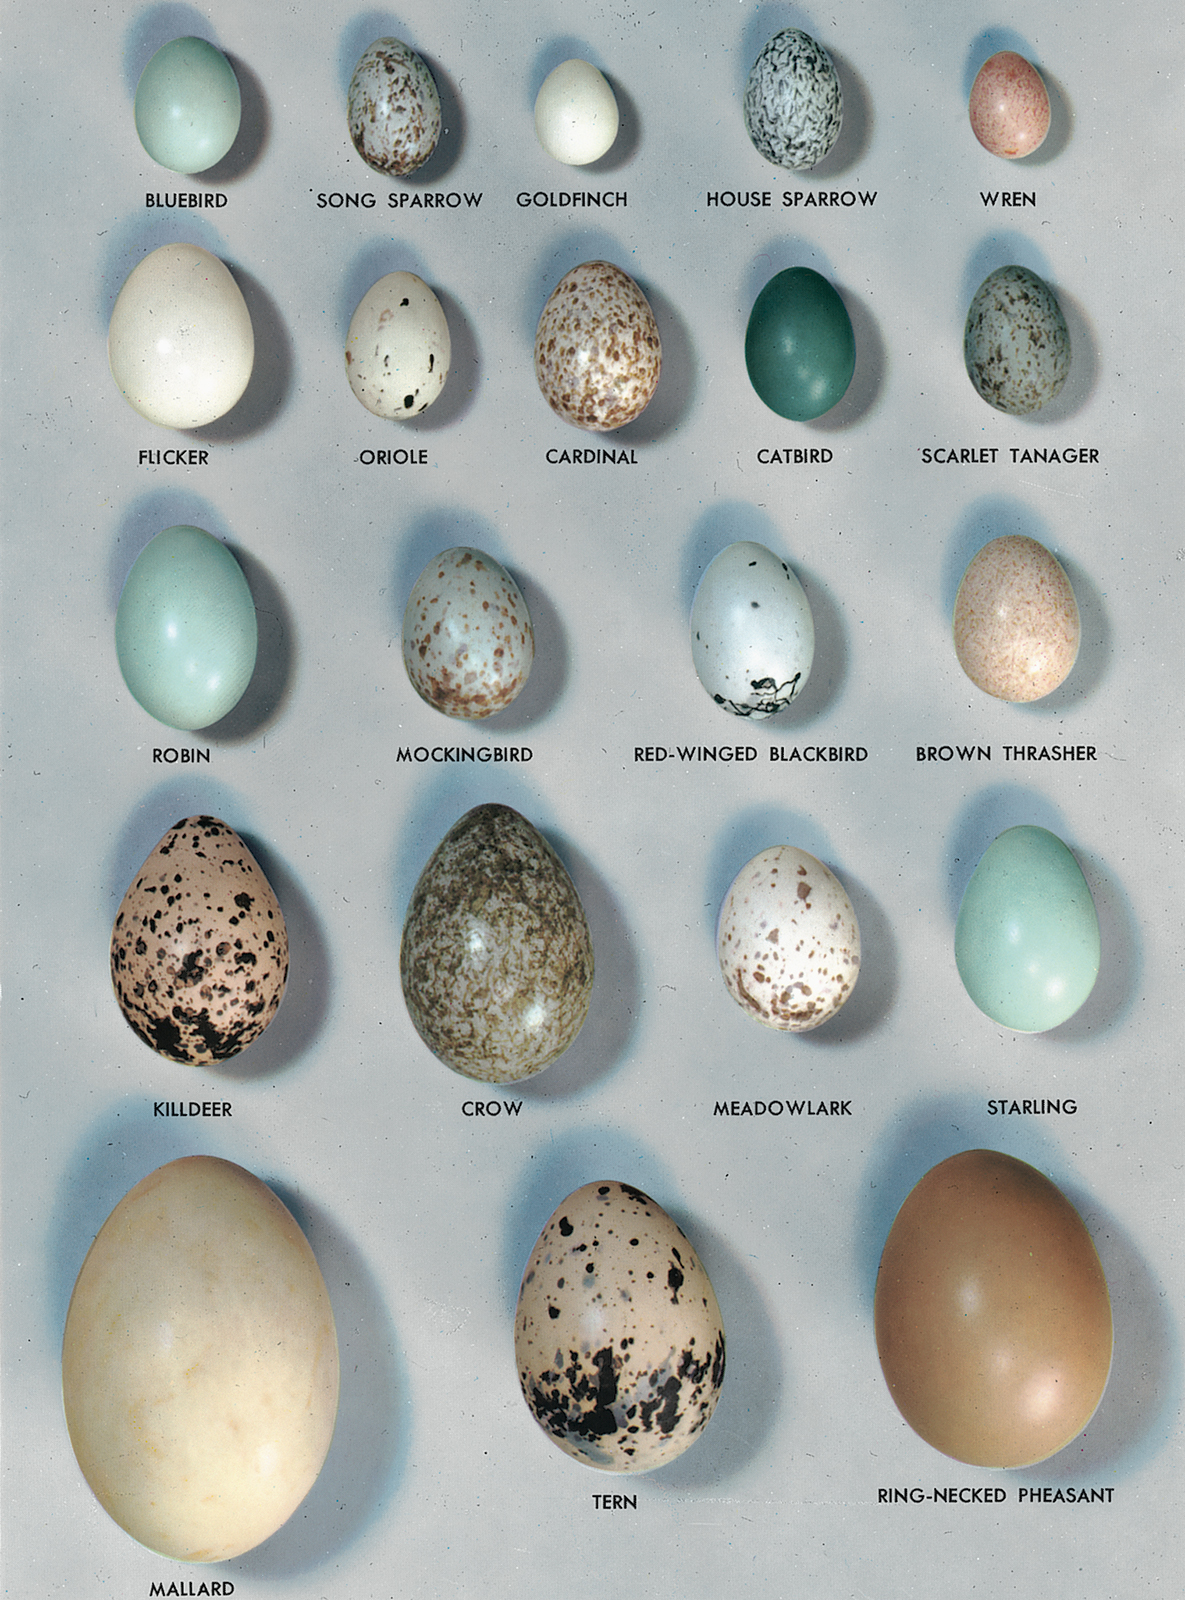 BLUEBIRD
SONG SPARROW
GOLDFINCH
HOUSE SPARROW
WREN
FLICKER
ORIOLE
CARDINAL
CATBIRD
SCARLET TANAGER
ROBIN
MOCKINGBIRD
RED-WINGED BLACKBIRD
BROWN THRASHER
KILLDEER
CROW
MEADOWLARK
STARLING
MALLARD
TERN
RING-NECKED PHEASANT